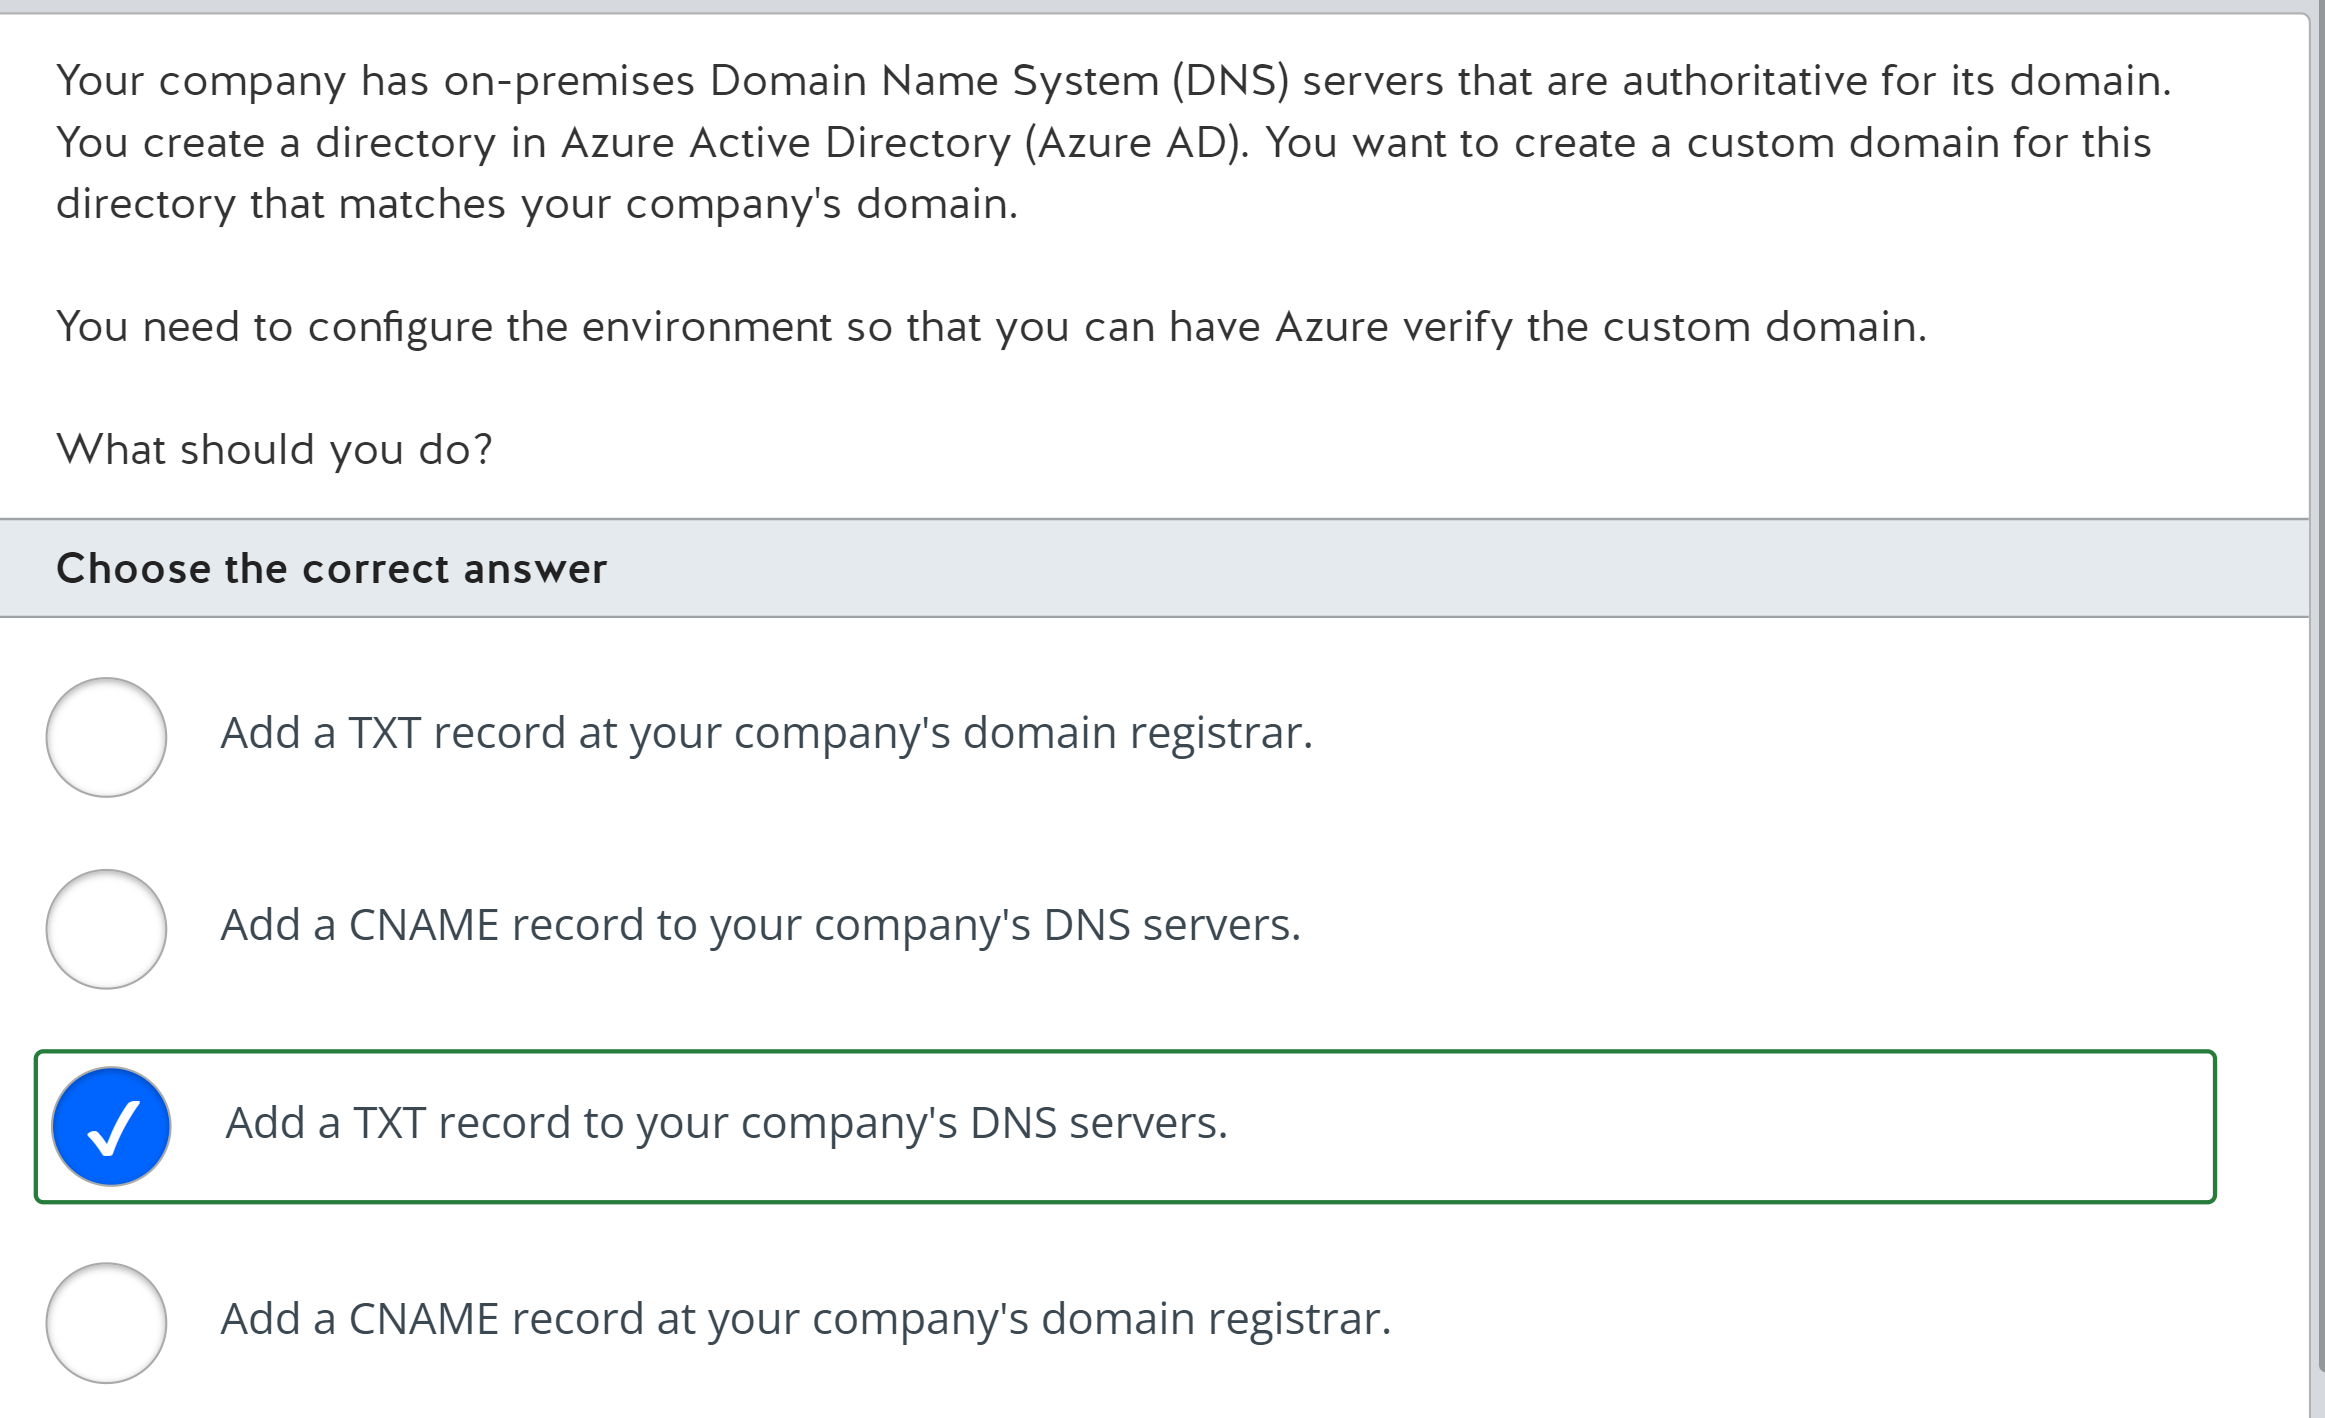 Your company has on-premises Domain Name System (DNS) servers that are authoritative for its domain.
You create a directory in Azure Active Directory (Azure AD). You want to create a custom domain for this
directory that matches your company's domain.
You need to configure the environment so that you can have Azure verify the custom domain.
What should you do?
Choose the correct answer
Add a TXT record at your company's domain registrar.
Add a CNAME record to your company's DNS servers.
Add a TXT record to your company's DNS servers.
Add a CNAME record at your company's domain registrar.